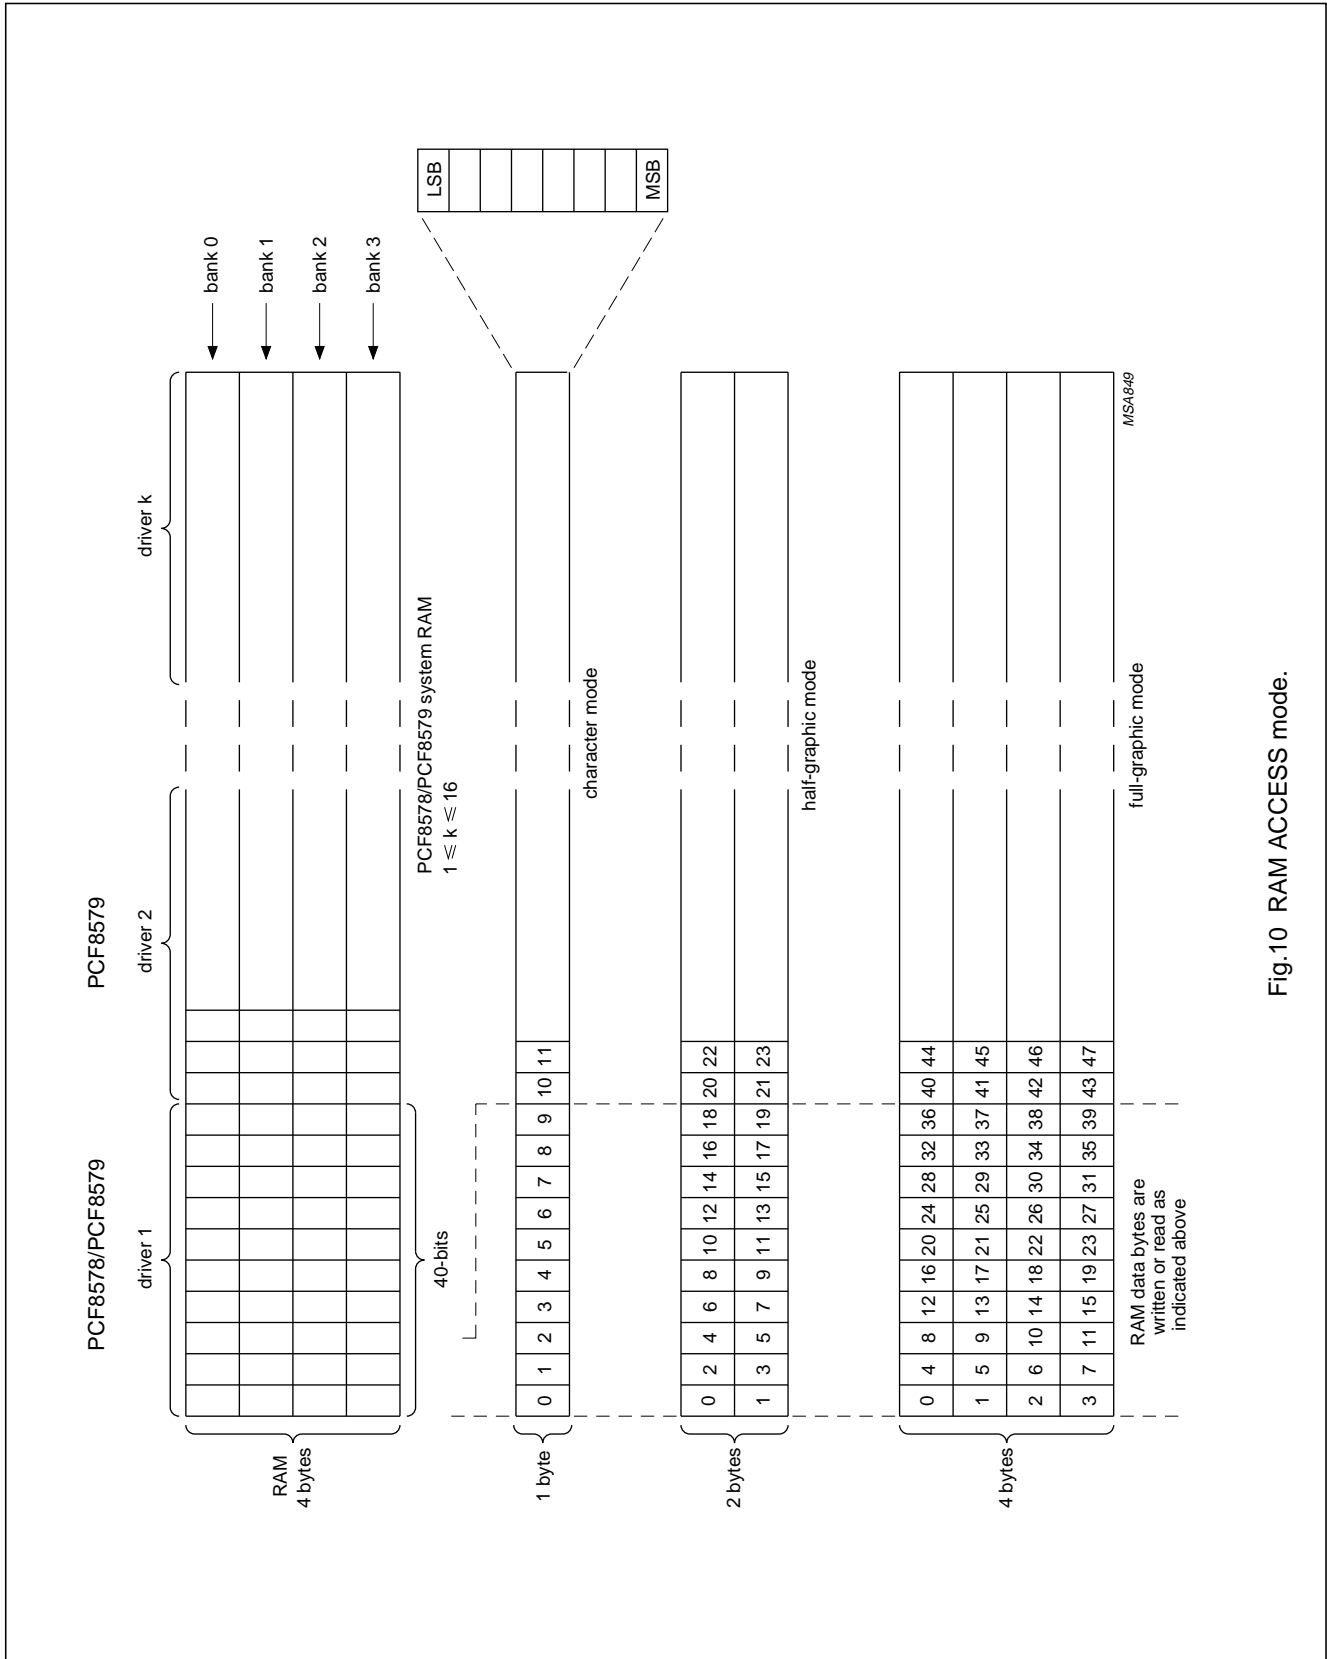 PCF8578/PCF8579 PCF8579
driver 1 driver 2 driver k
RAM
4 bytes
bank 0
bank 1
bank 2
bank 3
40-bits
PCF8578/PCF8579 system RAM
1 ⩽ k ⩽ 16
LSB
MSB
1 byte
0 1 2 3 4 5 6 7 8 9 10 11
character mode
2 bytes
0 2 4 6 8 10 12 14 16 18 20 22
1 3 5 7 9 11 13 15 17 19 21 23
half-graphic mode
4 bytes
0 4 8 12 16 20 24 28 32 36 40 44
1 5 9 13 17 21 25 29 33 37 41 45
2 6 10 14 18 22 26 30 34 38 42 46
3 7 11 15 19 23 27 31 35 39 43 47
full-graphic mode
RAM data bytes are
written or read as
indicated above
MSA849
Fig.10 RAM ACCESS mode.